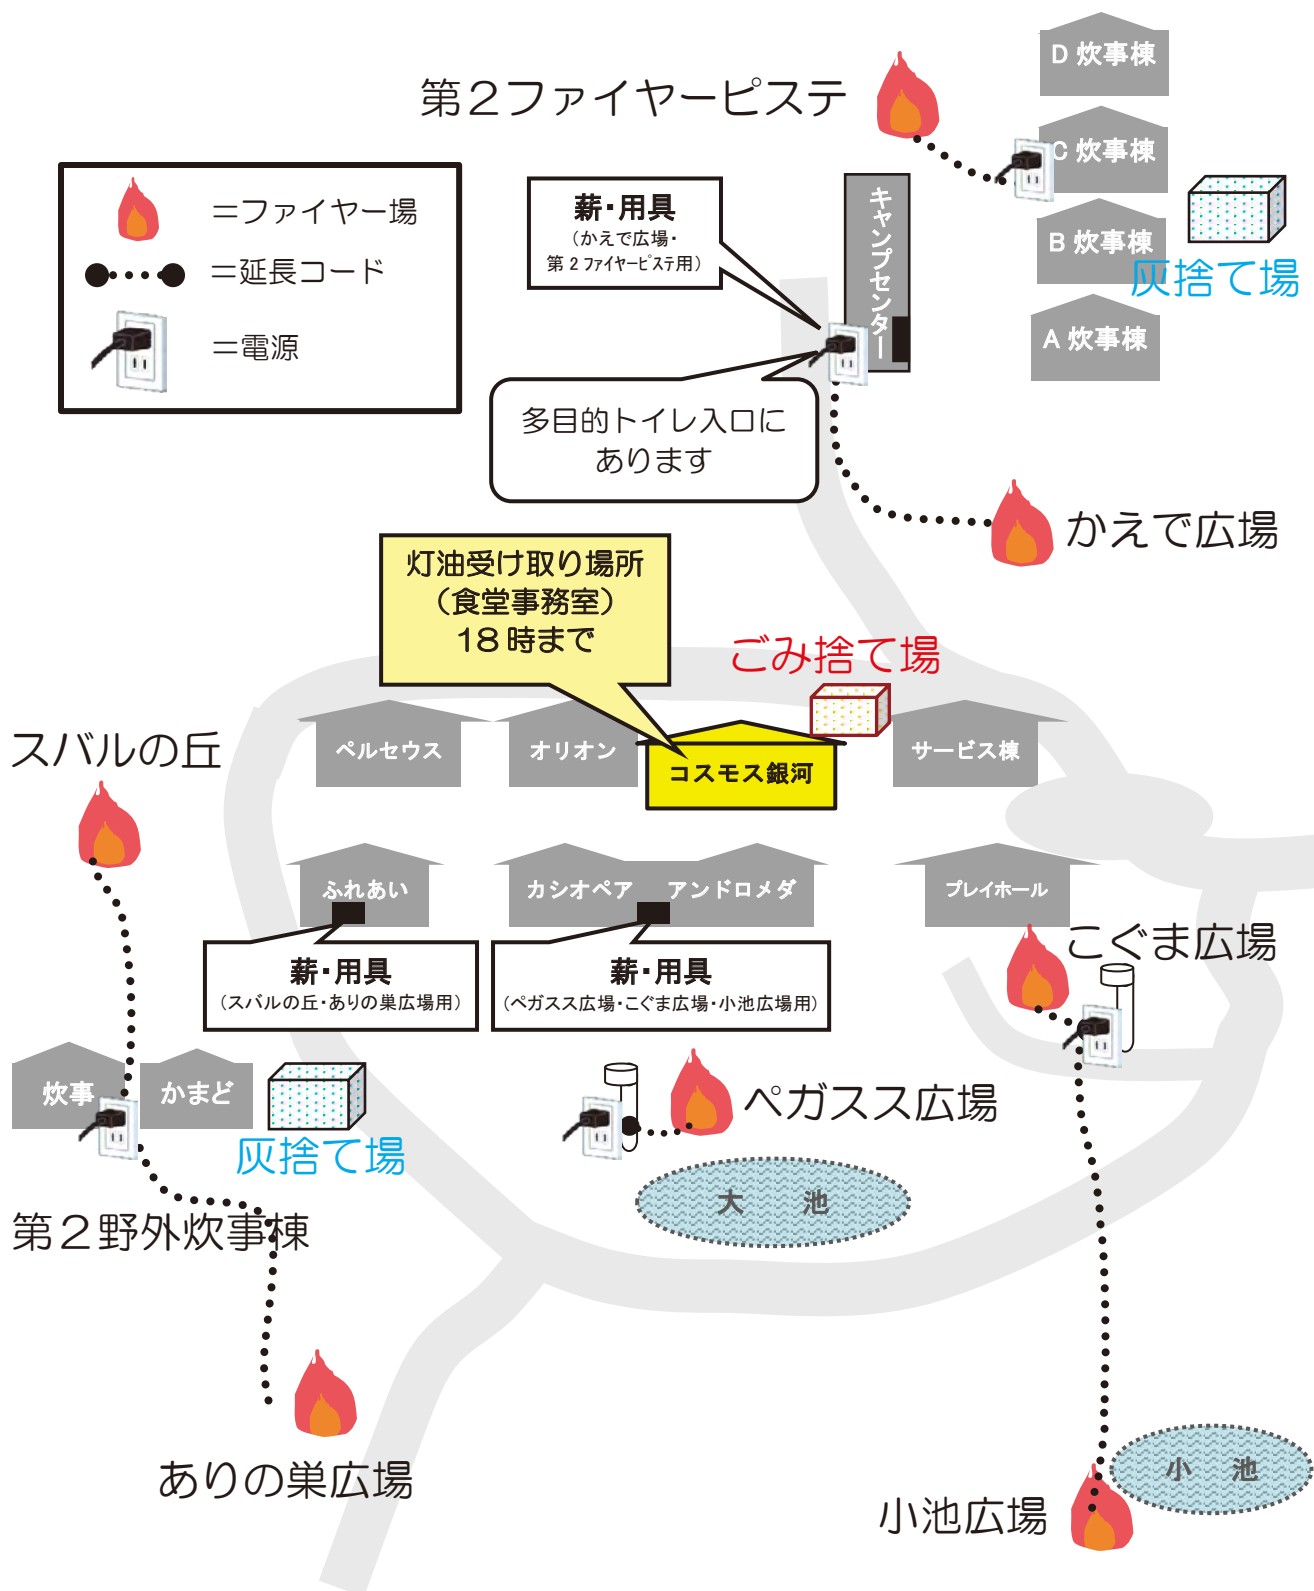 第２ファイヤーピステ
D 炊事棟
C 炊事棟
B 炊事棟
A 炊事棟
灰捨て場
＝ファイヤー場
＝延長コード
＝電源
薪・用具
（かえで広場・
第２ファイヤーピステ用）
キャンプセンター
多目的トイレ入口に
あります
かえで広場
灯油受け取り場所
（食堂事務室）
18 時まで
ごみ捨て場
スバルの丘
ペルセウス
オリオン
コスモス銀河
サービス棟
ふれあい
カシオペア
アンドロメダ
プレイホール
薪・用具
（スバルの丘・ありの巣広場用）
薪・用具
（ペガスス広場・こぐま広場・小池広場用）
こぐま広場
炊事
かまど
灰捨て場
ペガスス広場
大　池
第２野外炊事棟
ありの巣広場
小　池
小池広場